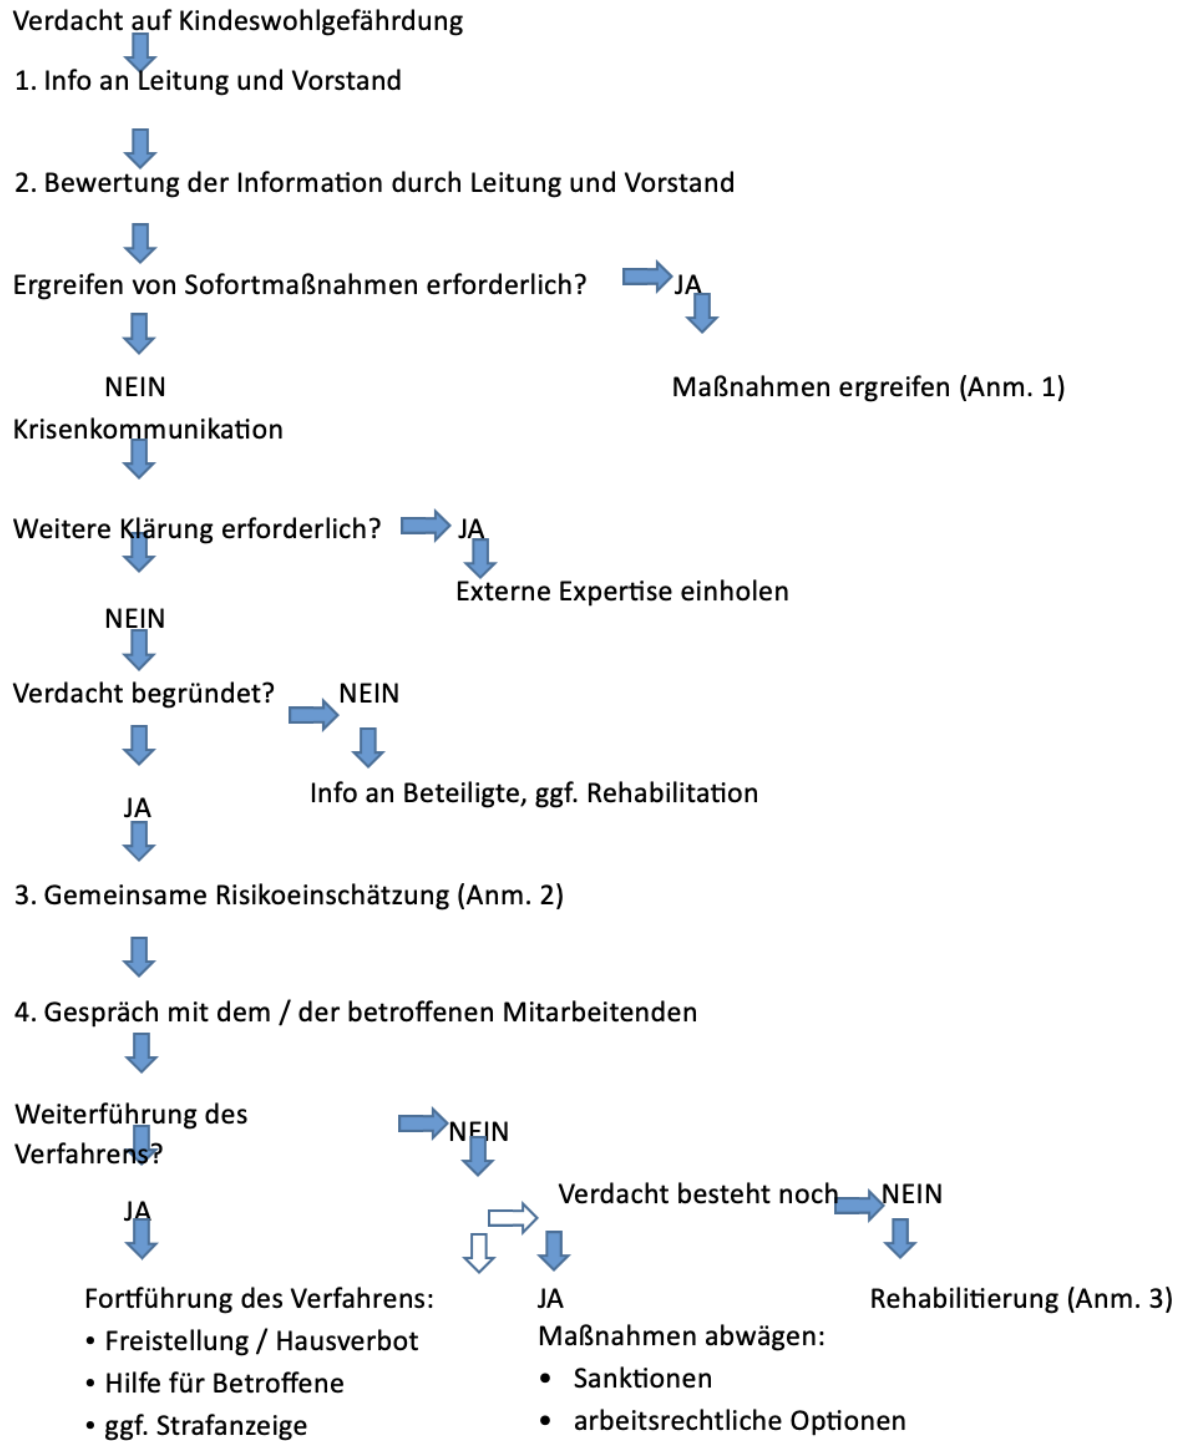 Verdacht auf Kindeswohlgefährdung
1. Info an Leitung und Vorstand
2. Bewertung der Information durch Leitung und Vorstand
Ergreifen von Sofortmaßnahmen erforderlich?
JA
NEIN
Maßnahmen ergreifen (Anm. 1)
Krisenkommunikation
Weitere Klärung erforderlich?
JA
Externe Expertise einholen
NEIN
Verdacht begründet?
NEIN
Info an Beteiligte, ggf. Rehabilitation
JA
3. Gemeinsame Risikoeinschätzung (Anm. 2)
4. Gespräch mit dem / der betroffenen Mitarbeitenden
Weiterführung des
Verfahrens?
NEIN
Verdacht besteht noch
NEIN
JA
Fortführung des Verfahrens:
• Freistellung / Hausverbot
• Hilfe für Betroffene
• ggf. Strafanzeige
JA
Maßnahmen abwägen:
• Sanktionen
• arbeitsrechtliche Optionen
Rehabilitierung (Anm. 3)